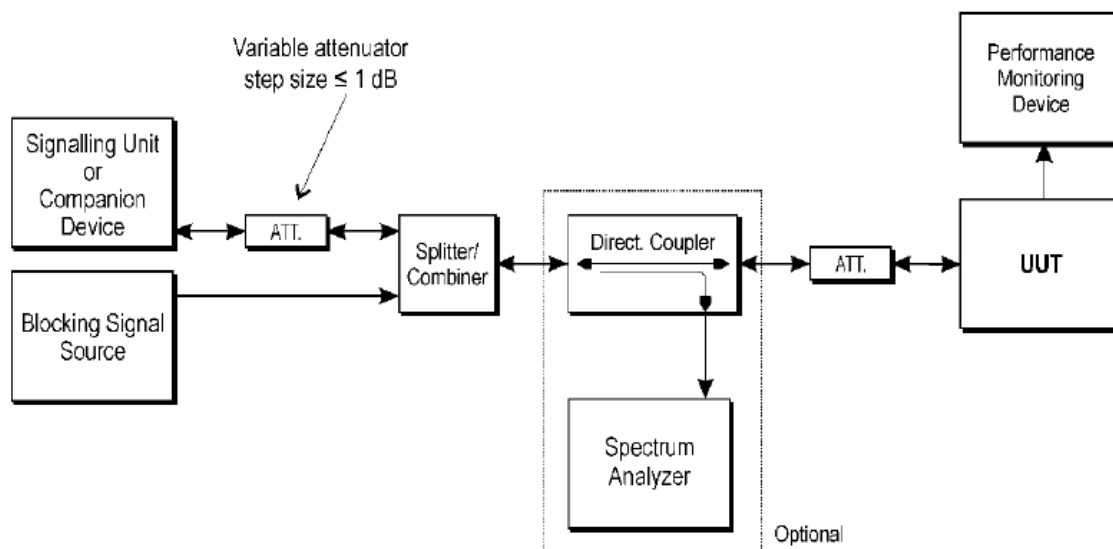 Variable attenuator
step size ≤ 1 dB
Performance
Monitoring
Device
Signalling Unit
or
Companion
Device
ATT.
Splitter/
Combiner
Direct. Coupler
ATT.
UUT
Blocking Signal
Source
Spectrum
Analyzer
Optional